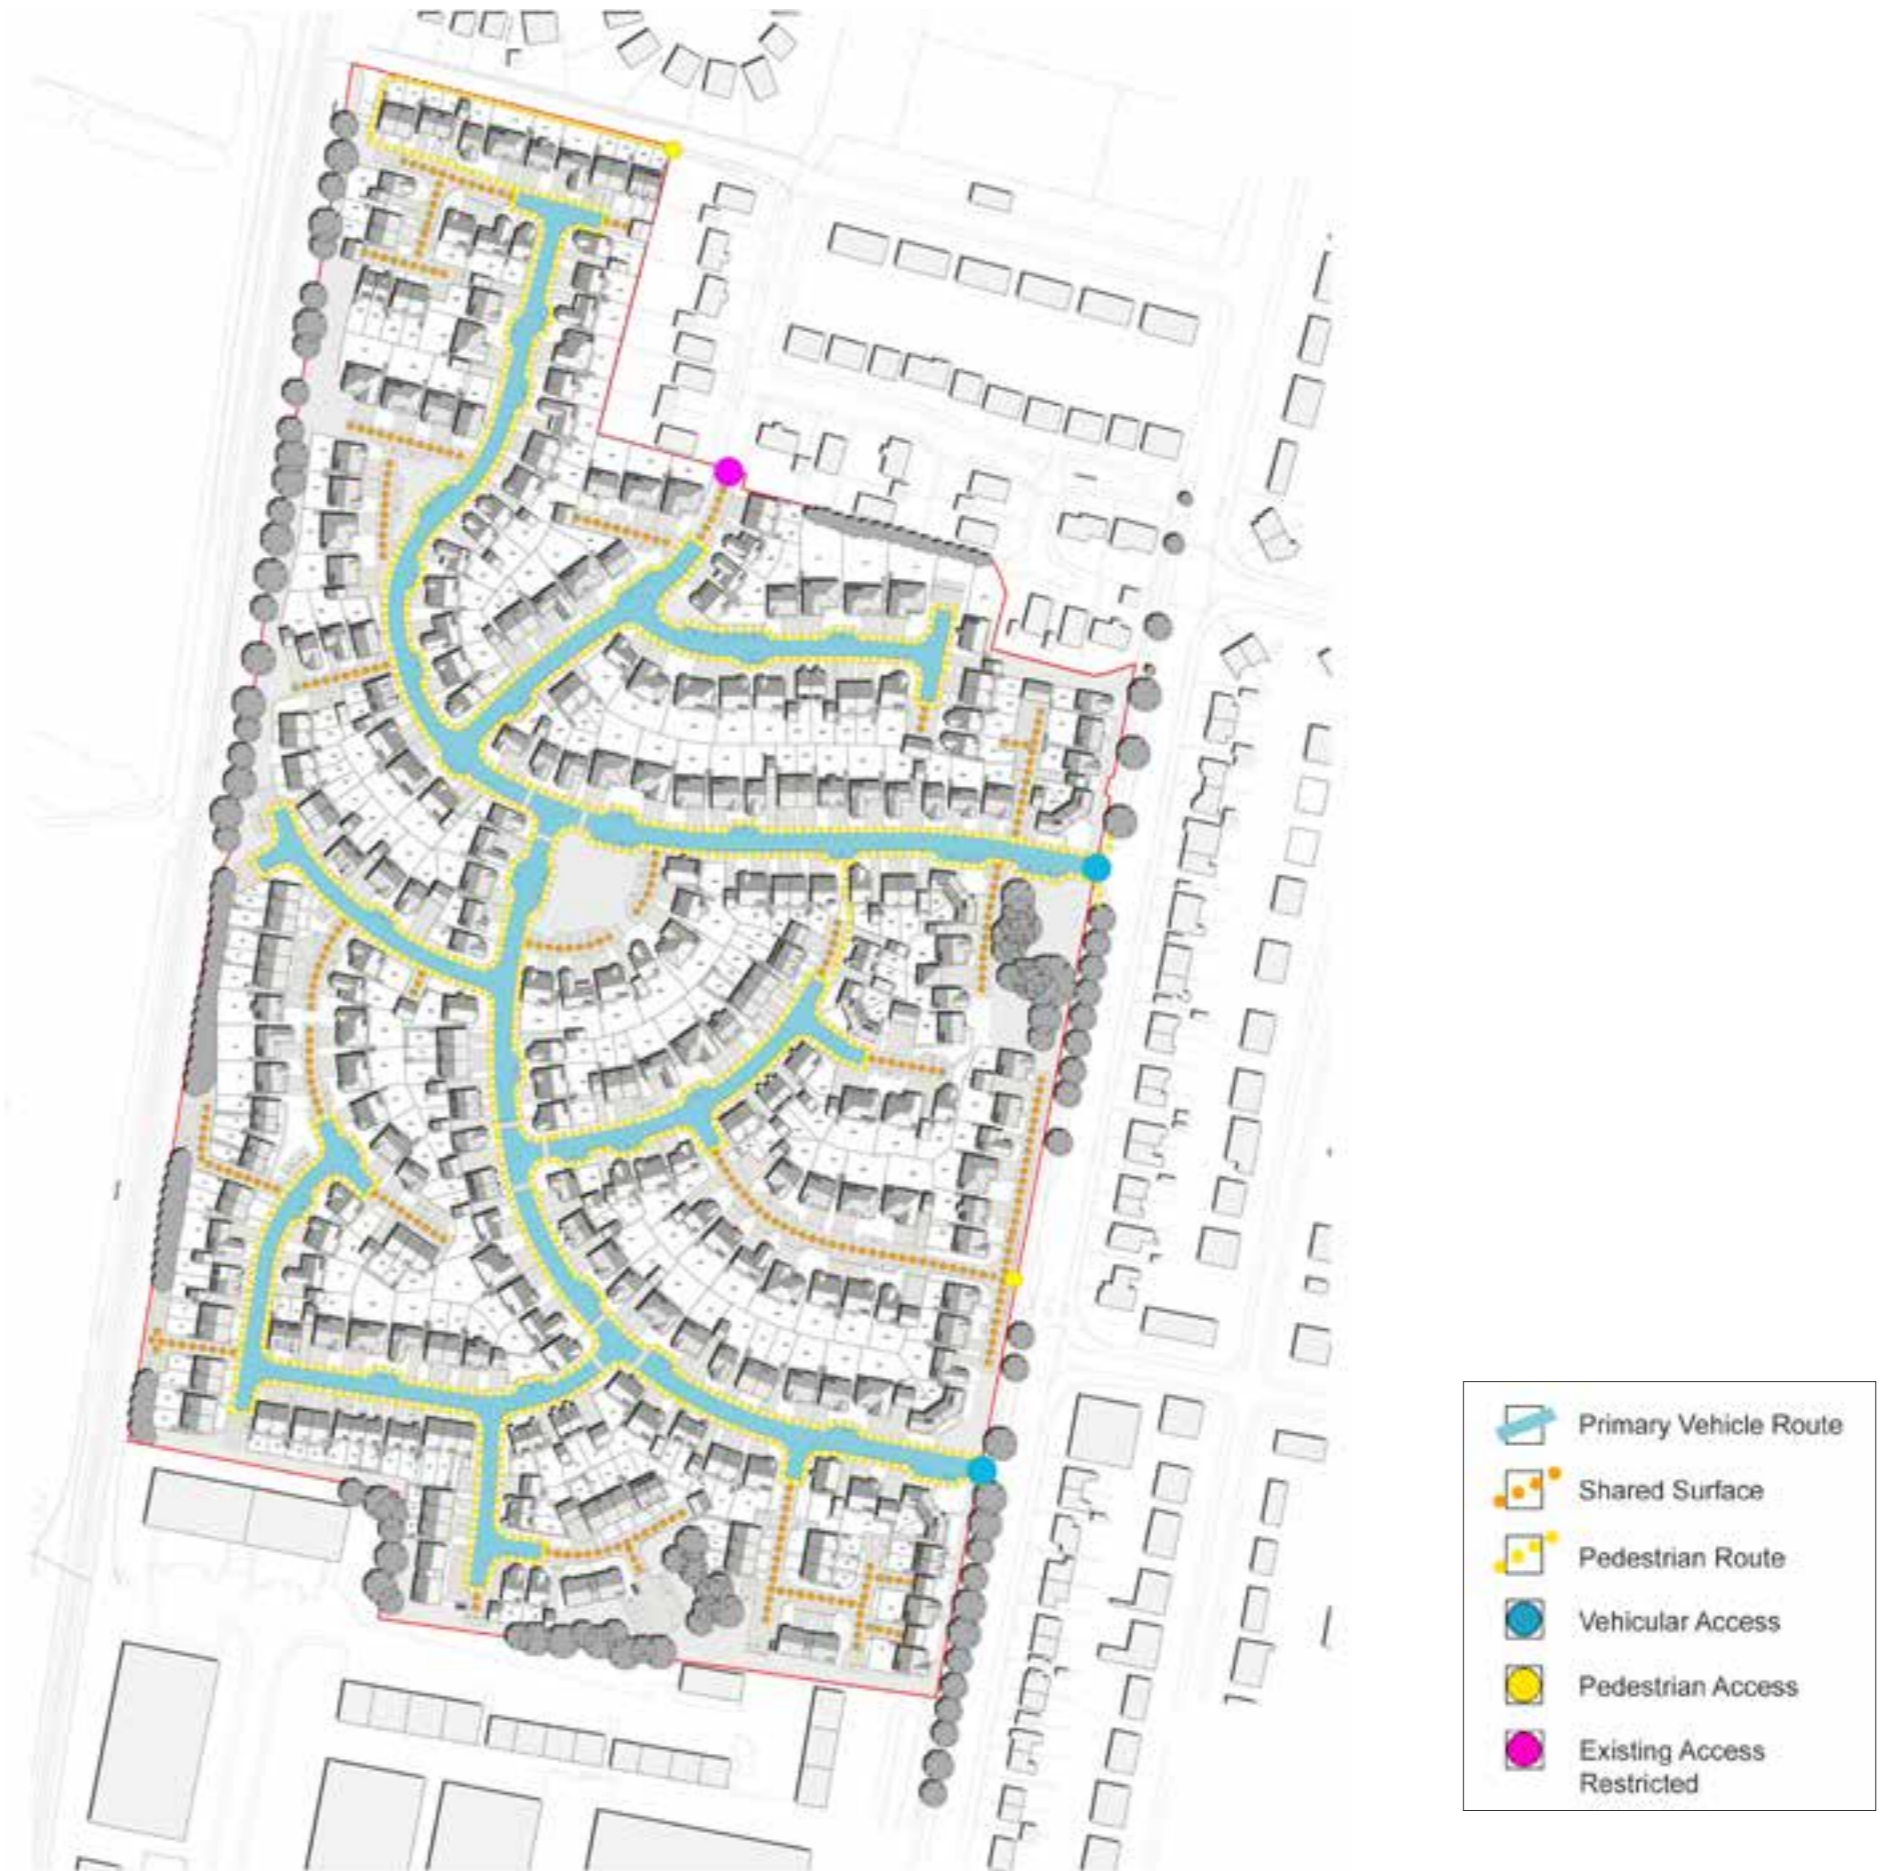 Primary Vehicle Route
Shared Surface
Pedestrian Route
Vehicular Access
Pedestrian Access
Existing Access
Restricted